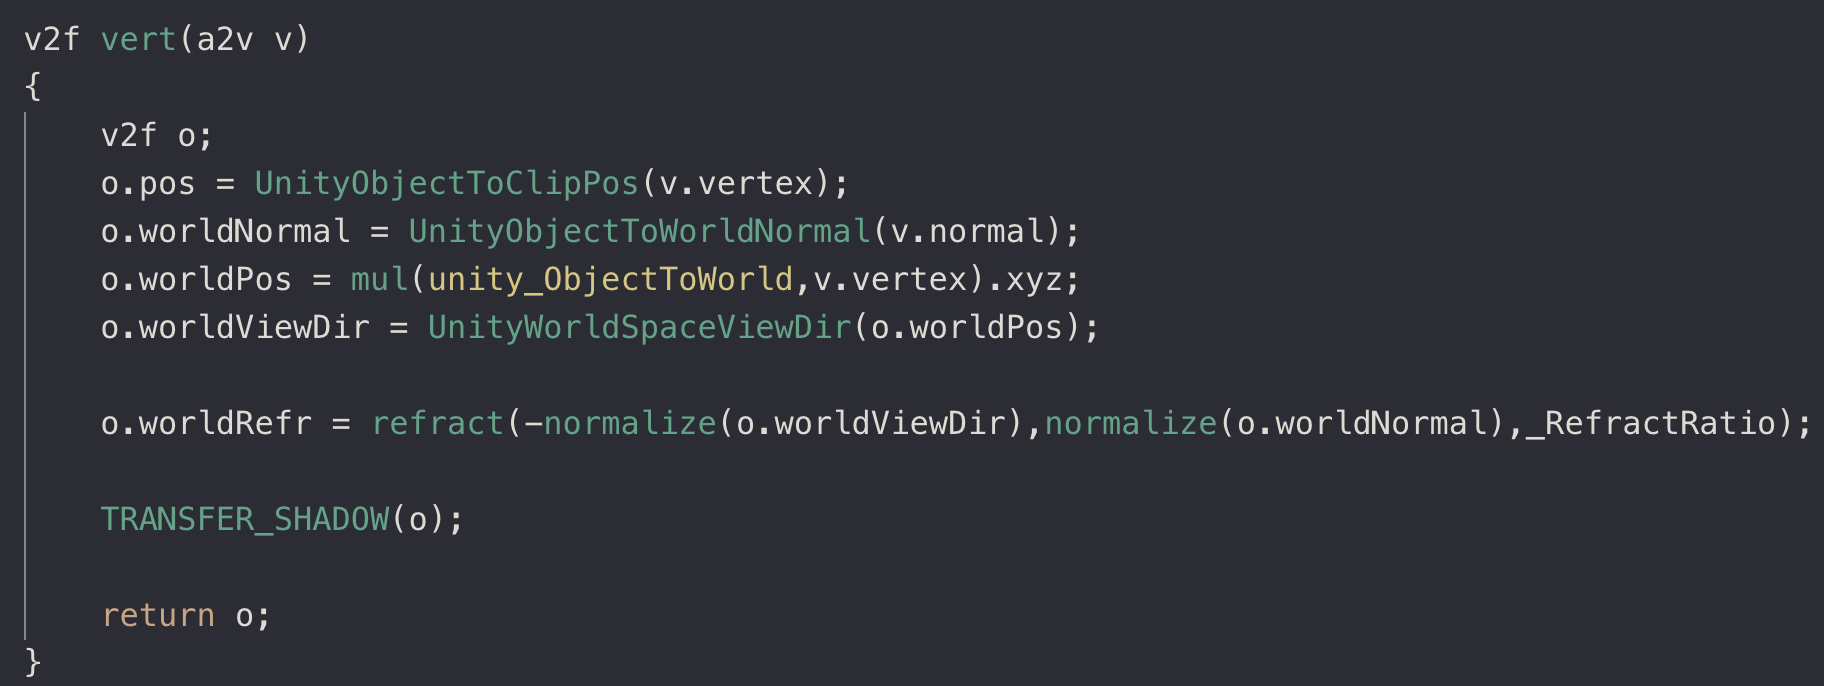 v2f vert(a2v v)
{
v2f o;
o.pos = UnityObjectToClipPos(v.vertex);
o.worldNormal = UnityObjectToWorldNormal(v.normal);
o.worldPos = mul(unity_ObjectToWorld,v.vertex).xyz;
o.worldViewDir = UnityWorldSpaceViewDir(o.worldPos);
o.worldRefr = refract(-normalize(o.worldViewDir),normalize(o.worldNormal),_RefractRatio);
TRANSFER_SHADOW(o);
return o;
}